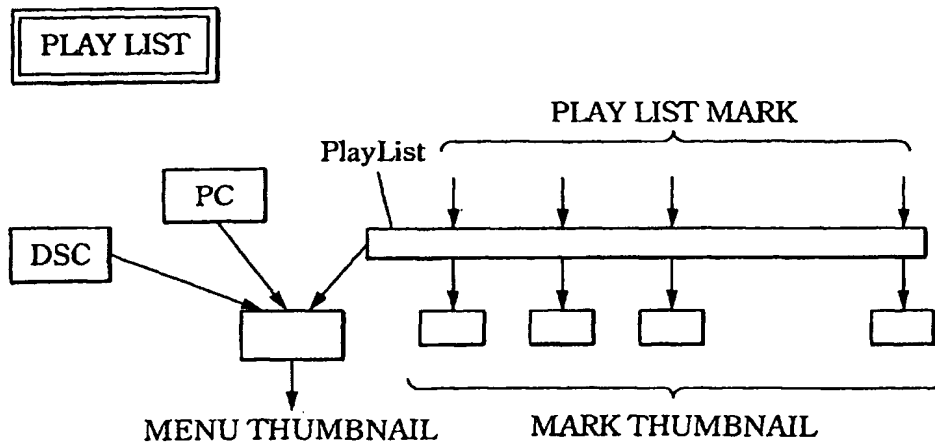 PLAY LIST
PLAY LIST MARK
PlayList
PC
DSC
MENU THUMBNAIL
MARK THUMBNAIL